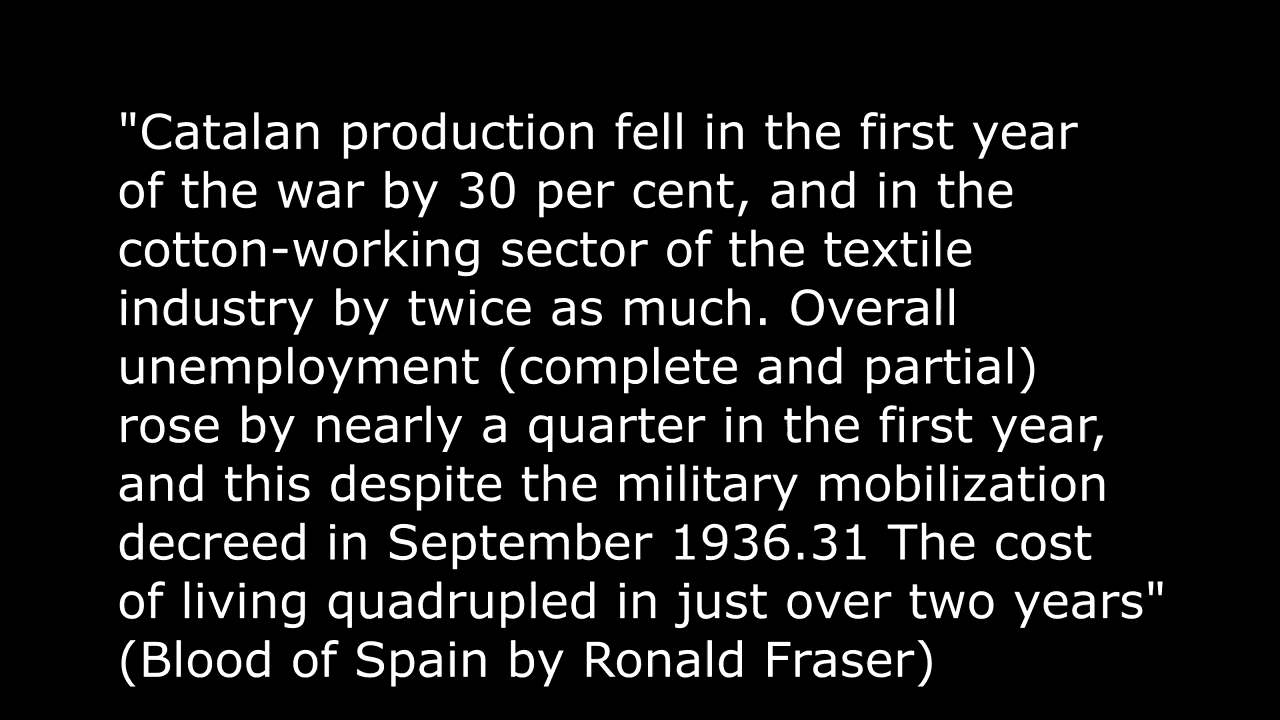 "Catalan production fell in the first year
of the war by 30 per cent, and in the
cotton-working sector of the textile
industry by twice as much. Overall
unemployment (complete and partial)
rose by nearly a quarter in the first year,
and this despite the military mobilization
decreed in September 1936.31 The cost
of living quadrupled in just over two years"
(Blood of Spain by Ronald Fraser)